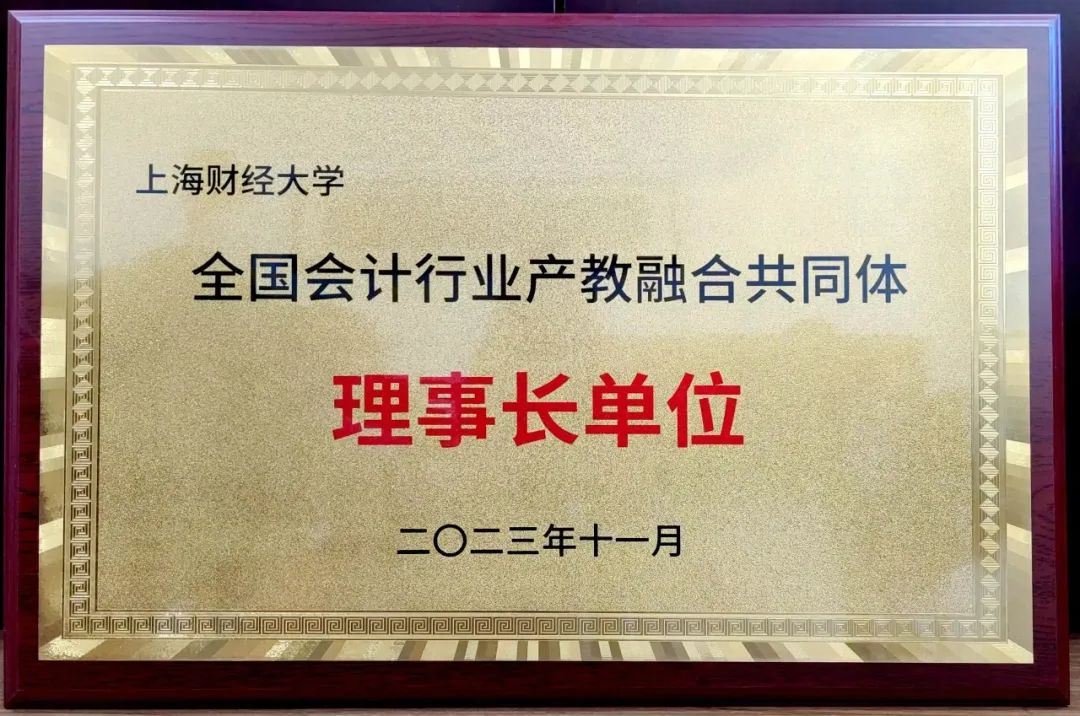 上海财经大学
全国会计行业产教融合共同体
理事长单位
二〇二三年十一月